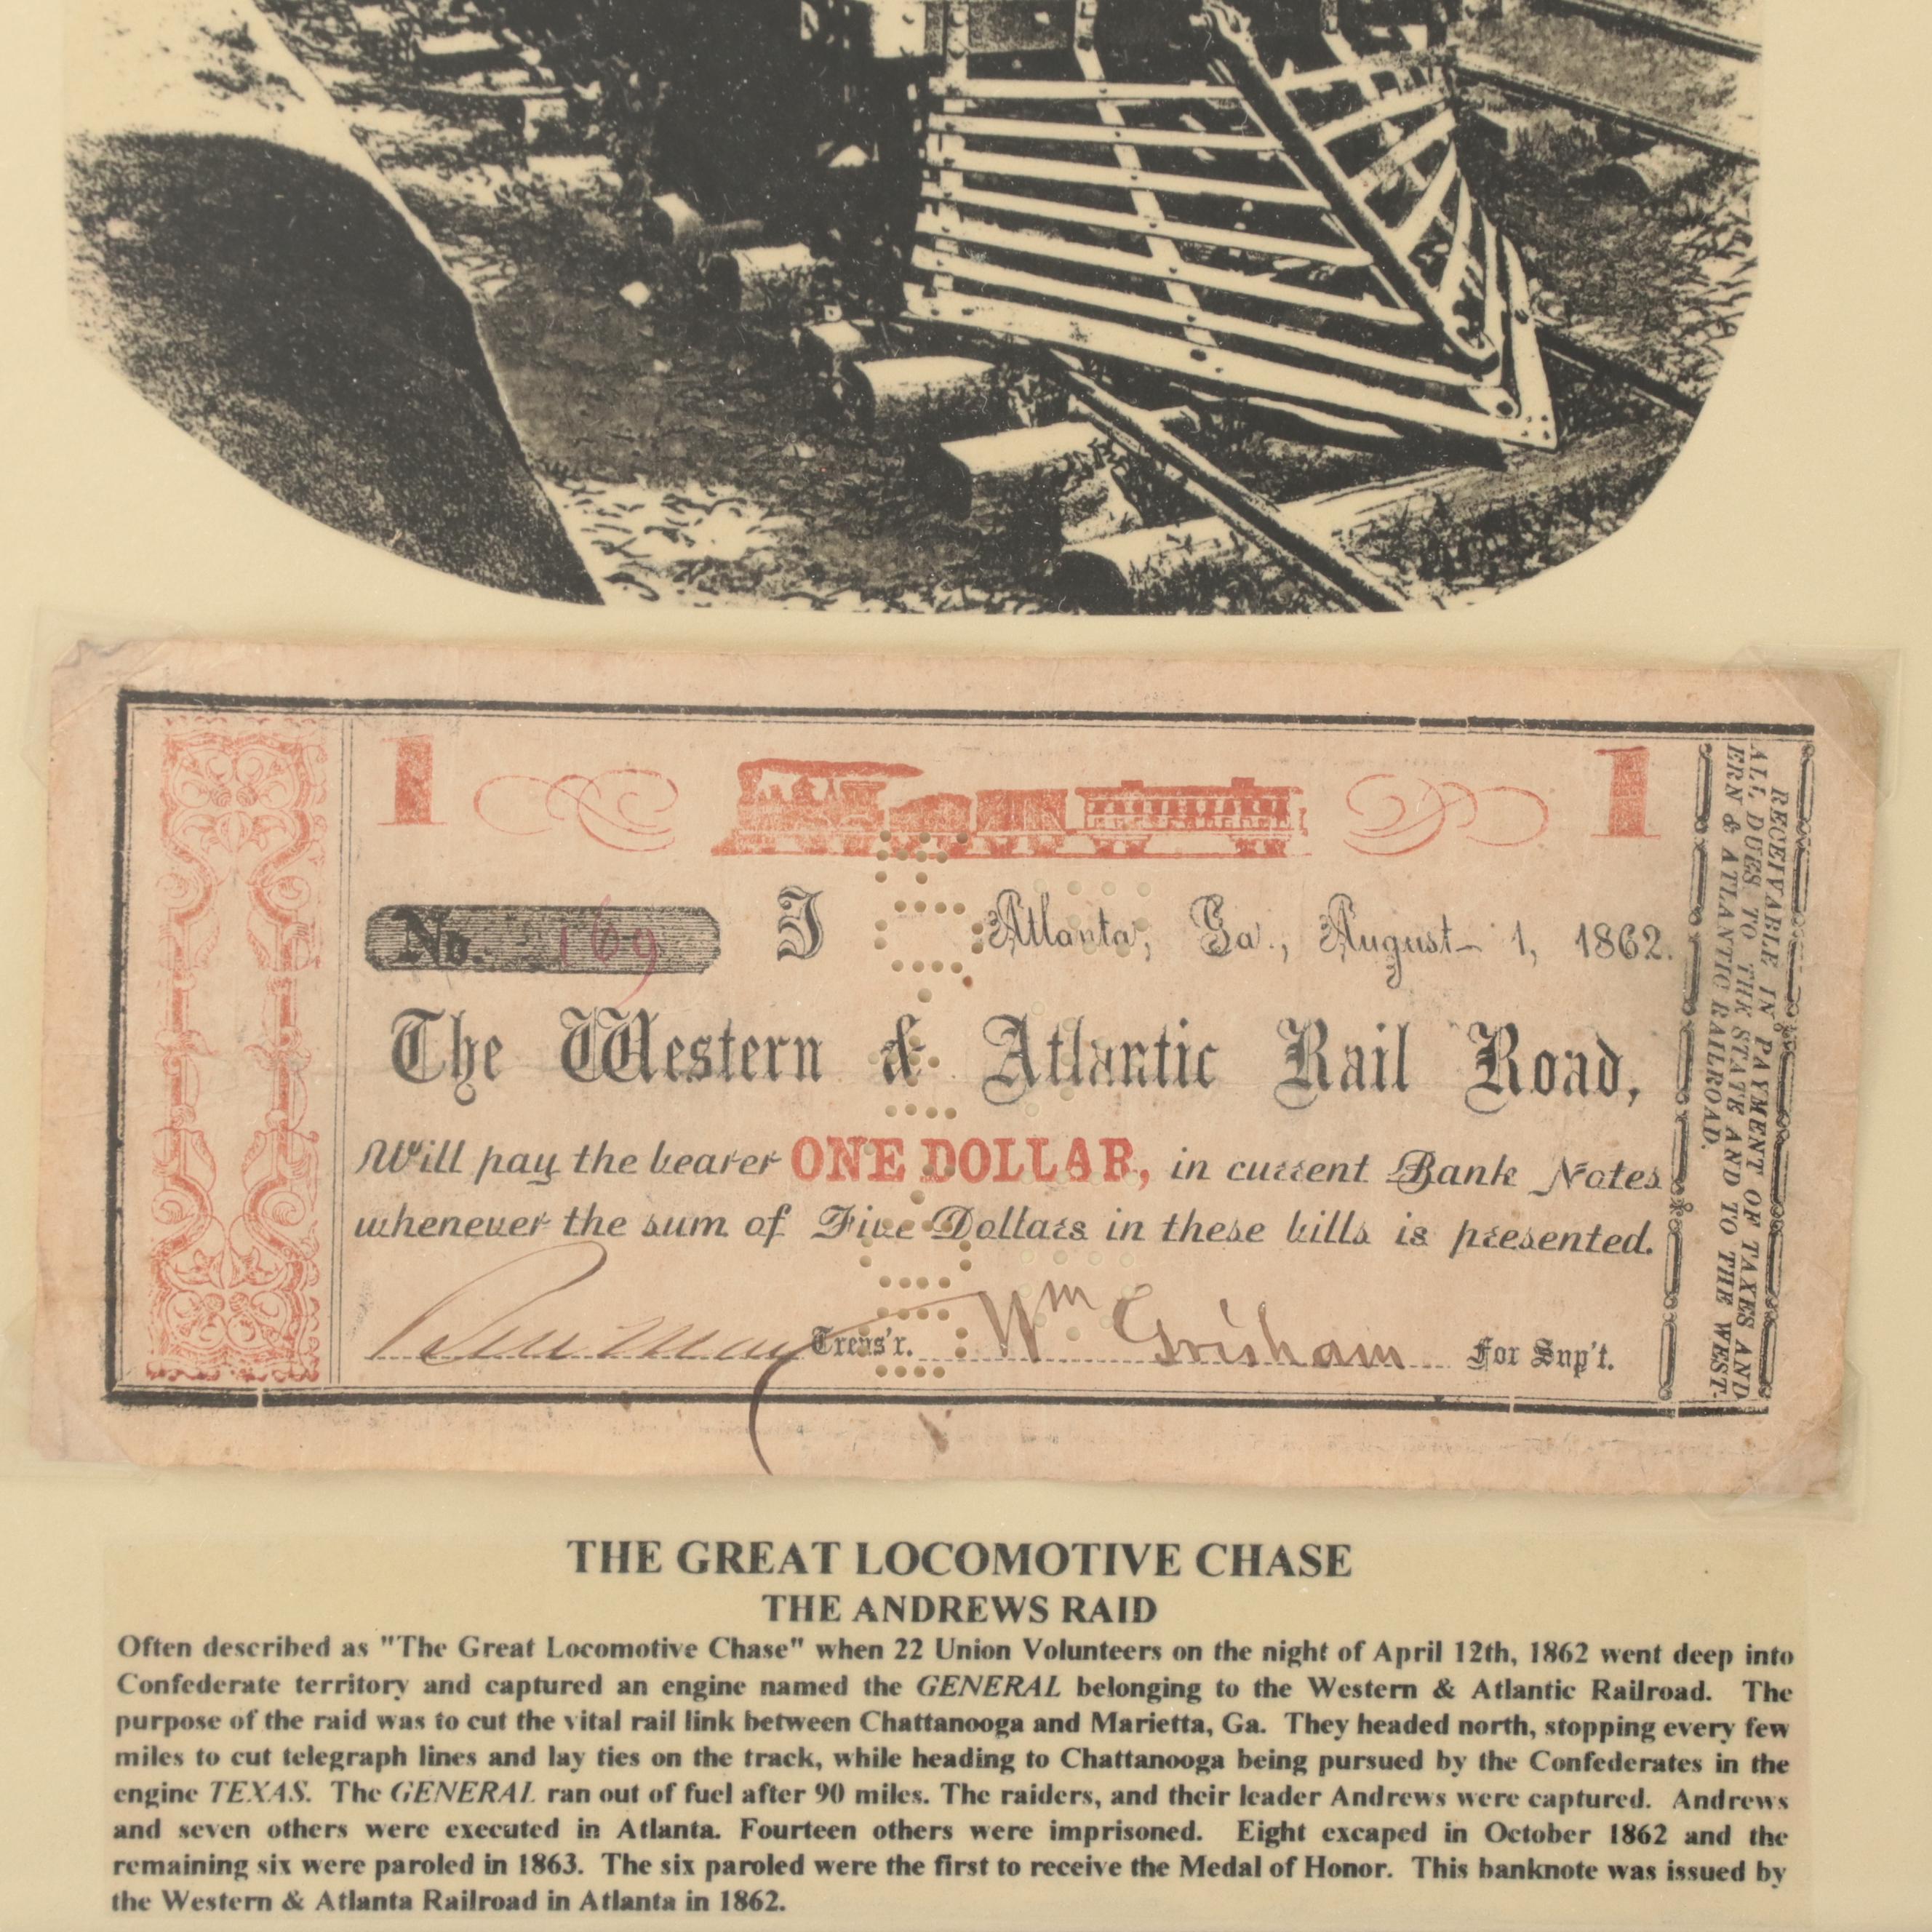 1 1
No. 169 J Atlanta, Ga., August 1, 1862.
The Western & Atlantic Rail Road,
Will pay the bearer ONE DOLLAR, in current Bank Notes
whenever the sum of Five Dollars in these bills is presented.
Treas'r. Wm Grisham For Sup't.
RECEIVABLE IN PAYMENT OF TAXES AND
ALL DUES TO THE STATE AND TO THE WEST-
ERN & ATLANTIC RAILROAD.
THE GREAT LOCOMOTIVE CHASE
THE ANDREWS RAID
Often described as "The Great Locomotive Chase" when 22 Union Volunteers on the night of April 12th, 1862 went deep into
Confederate territory and captured an engine named the GENERAL belonging to the Western & Atlantic Railroad. The
purpose of the raid was to cut the vital rail link between Chattanooga and Marietta, Ga. They headed north, stopping every few
miles to cut telegraph lines and lay ties on the track, while heading to Chattanooga being pursued by the Confederates in the
engine TEXAS. The GENERAL ran out of fuel after 90 miles. The raiders, and their leader Andrews were captured. Andrews
and seven others were executed in Atlanta. Fourteen others were imprisoned. Eight excaped in October 1862 and the
remaining six were paroled in 1863. The six paroled were the first to receive the Medal of Honor. This banknote was issued by
the Western & Atlanta Railroad in Atlanta in 1862.